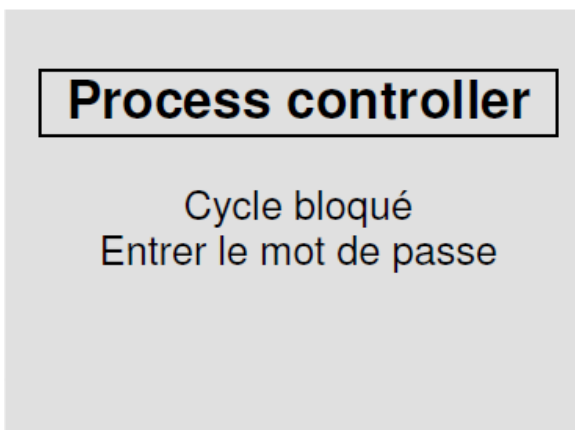 Process controller
Cycle bloqué
Entrer le mot de passe